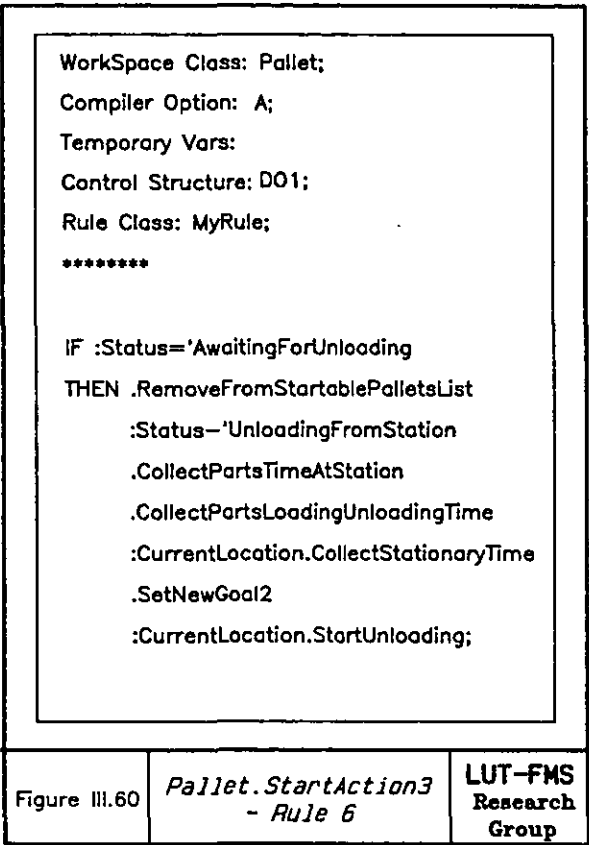 WorkSpace Class: Pallet;
Compiler Option: A;
Temporary Vars:
Control Structure: DO1;
Rule Class: MyRule;
********
IF :Status='AwaitingForUnloading
THEN .RemoveFromStartablePalletsList
:Status-'UnloadingFromStation
.CollectPartsTimeAtStation
.CollectPartsLoadingUnloadingTime
:CurrentLocation.CollectStationaryTime
.SetNewGoal2
:CurrentLocation.StartUnloading;
Figure III.60
Pallet.StartAction3
- Rule 6
LUT-FMS
Research
Group